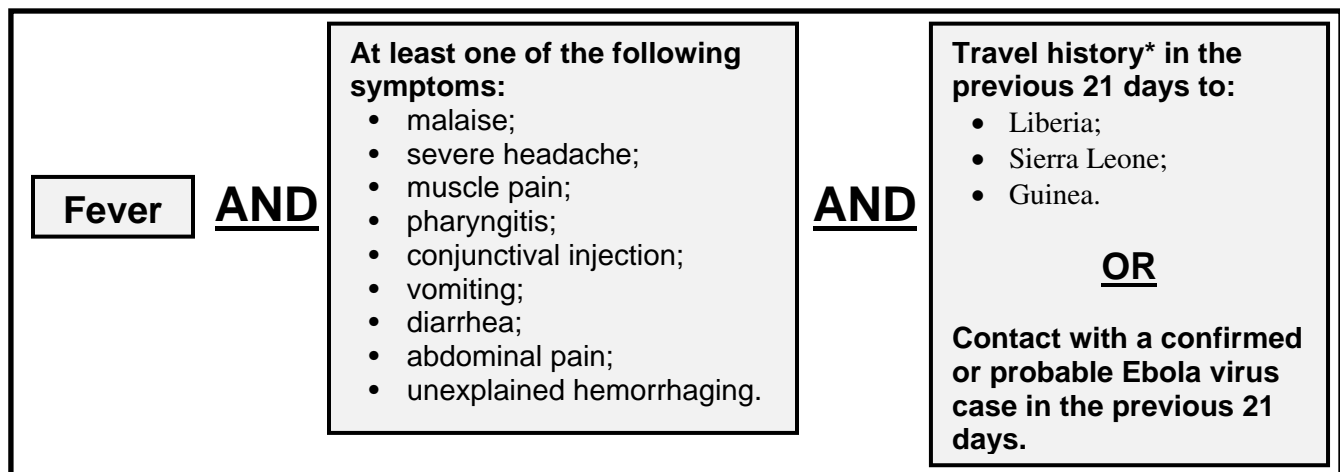 Fever
AND
At least one of the following
symptoms:
• malaise;
• severe headache;
• muscle pain;
• pharyngitis;
• conjunctival injection;
• vomiting;
• diarrhea;
• abdominal pain;
• unexplained hemorrhaging.
AND
Travel history* in the
previous 21 days to:
• Liberia;
• Sierra Leone;
• Guinea.
OR
Contact with a confirmed
or probable Ebola virus
case in the previous 21
days.